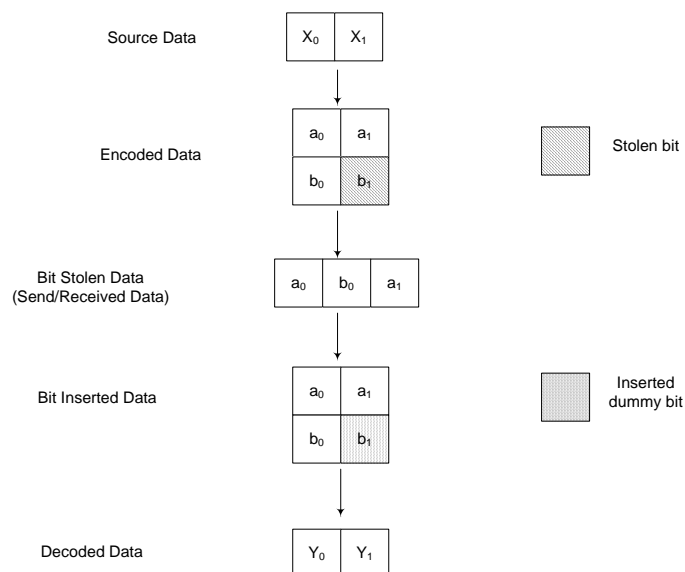 Source Data
X₀ X₁
Encoded Data
a₀ a₁
b₀ b₁
Stolen bit
Bit Stolen Data
(Send/Received Data)
a₀ b₀ a₁
Bit Inserted Data
a₀ a₁
b₀ b₁
Inserted
dummy bit
Decoded Data
Y₀ Y₁